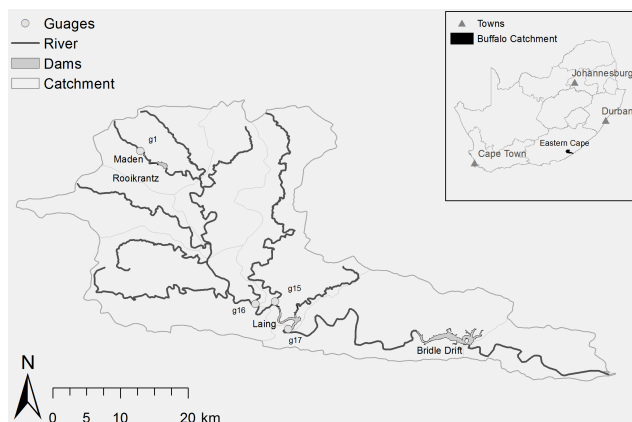 Guages
River
Dams
Catchment
Towns
Buffalo Catchment
Johannesburg
Durban
Eastern Cape
Cape Town
g1
Maden
Rooikrantz
g15
g16
Laing
g17
Bridle Drift
N
0 5 10 20 km